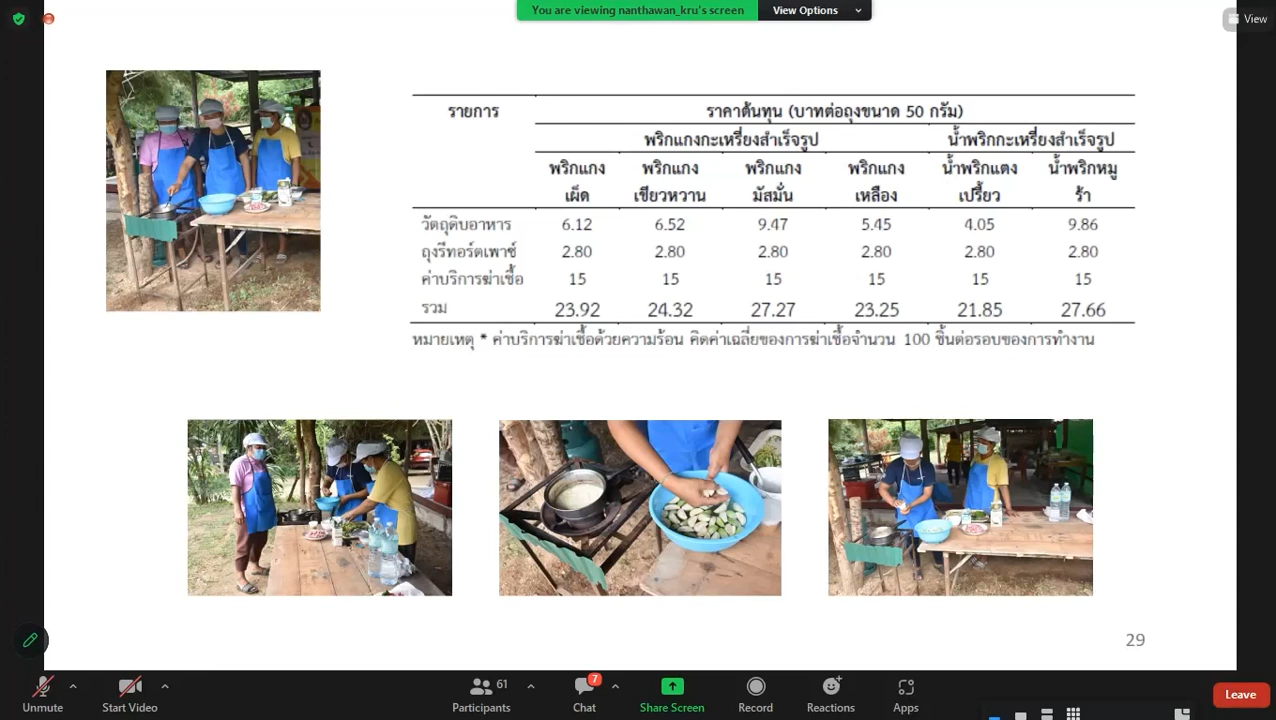 You are viewing nanthawan_kru's screen View Options
View
รายการ ราคาต้นทุน (บาทต่อถุงขนาด 50 กรัม)
พริกแกงกะเหรี่ยงสำเร็จรูป น้ำพริกกะเหรี่ยงสำเร็จรูป
พริกแกง พริกแกง พริกแกง พริกแกง น้ำพริกแตง น้ำพริกหมู
เผ็ด เขียวหวาน มัสมั่น เหลือง เปรี้ยว ร้า
วัตถุดิบอาหาร 6.12 6.52 9.47 5.45 4.05 9.86
ถุงรีทอร์ตเพาช์ 2.80 2.80 2.80 2.80 2.80 2.80
ค่าบริการฆ่าเชื้อ 15 15 15 15 15 15
รวม 23.92 24.32 27.27 23.25 21.85 27.66
หมายเหตุ * ค่าบริการฆ่าเชื้อด้วยความร้อน คิดค่าเฉลี่ยของการฆ่าเชื้อจำนวน 100 ชิ้นต่อรอบของการทำงาน
29
61
7
Unmute Start Video Participants Chat Share Screen Record Reactions Apps Leave